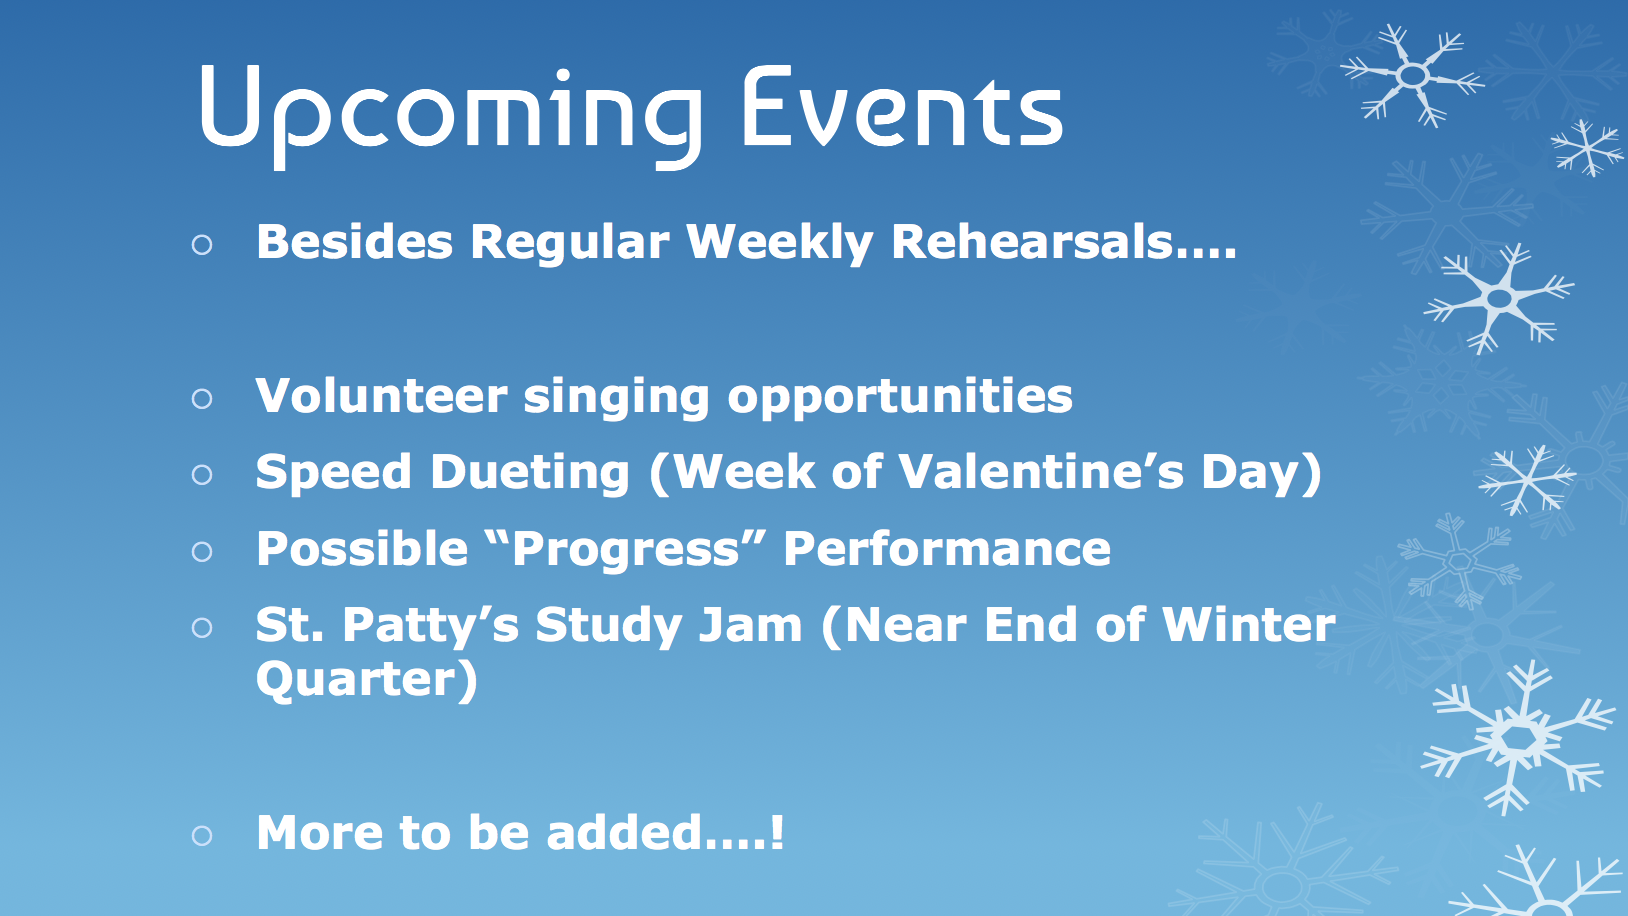 Upcoming Events
○ Besides Regular Weekly Rehearsals....
○ Volunteer singing opportunities
○ Speed Dueting (Week of Valentine’s Day)
○ Possible “Progress” Performance
○ St. Patty’s Study Jam (Near End of Winter
Quarter)
○ More to be added....!